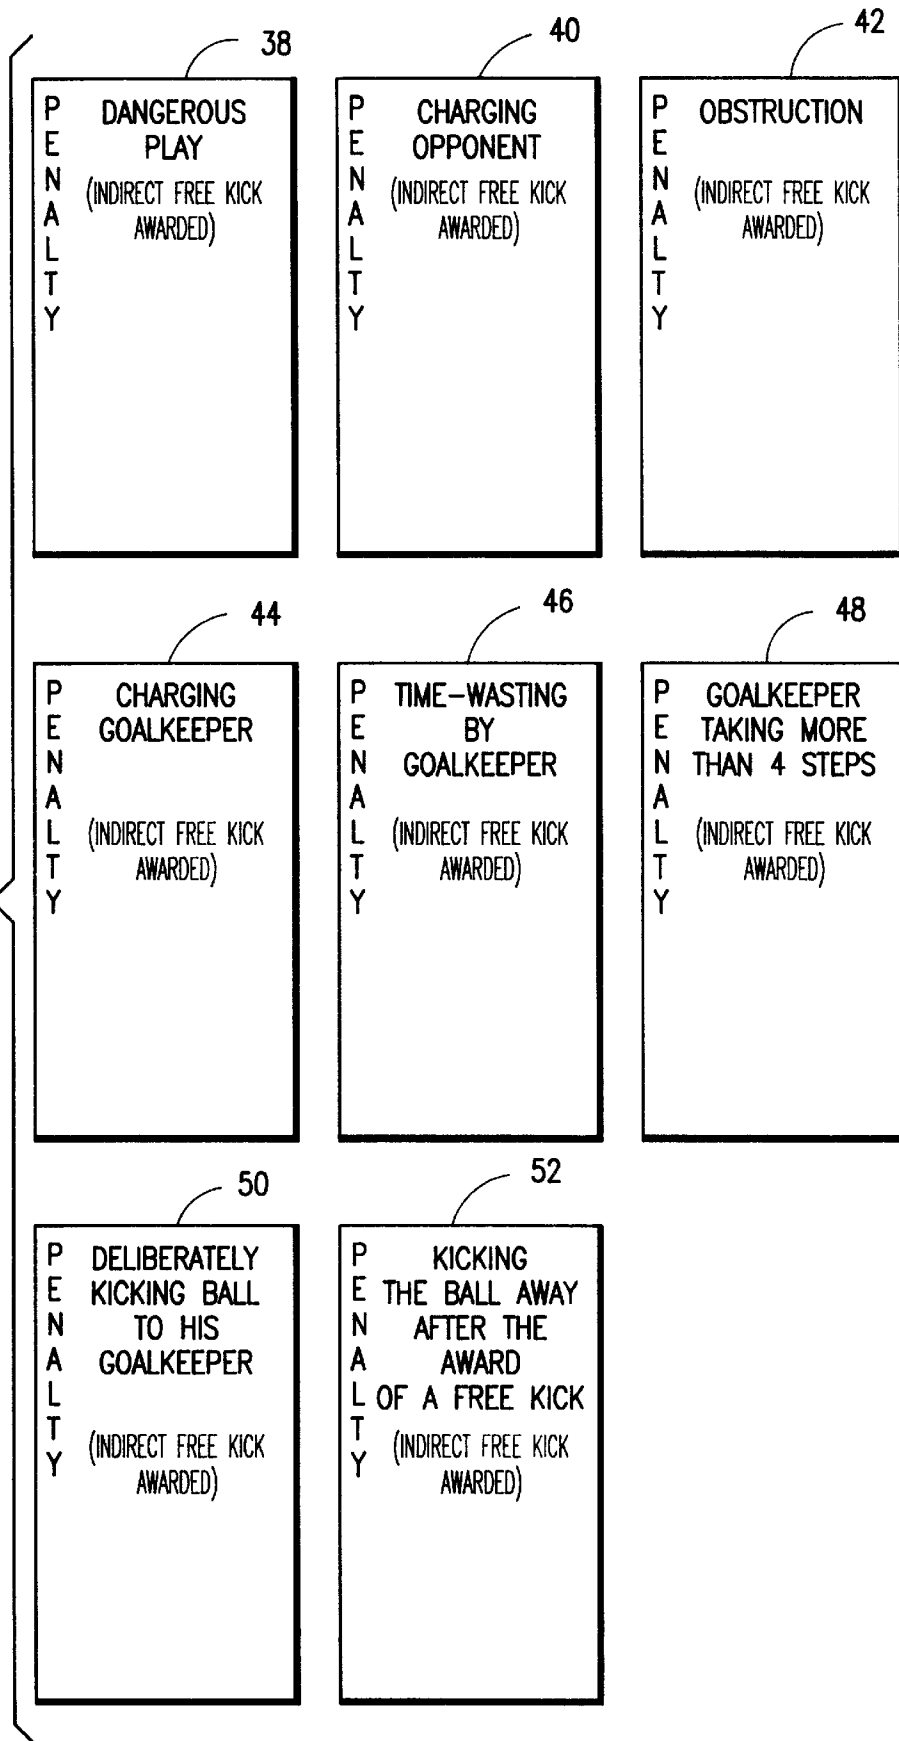 38
PENALTY
DANGEROUS
PLAY
(INDIRECT FREE KICK
AWARDED)
40
PENALTY
CHARGING
OPPONENT
(INDIRECT FREE KICK
AWARDED)
42
PENALTY
OBSTRUCTION
(INDIRECT FREE KICK
AWARDED)
44
PENALTY
CHARGING
GOALKEEPER
(INDIRECT FREE KICK
AWARDED)
46
PENALTY
TIME-WASTING
BY
GOALKEEPER
(INDIRECT FREE KICK
AWARDED)
48
PENALTY
GOALKEEPER
TAKING MORE
THAN 4 STEPS
(INDIRECT FREE KICK
AWARDED)
50
PENALTY
DELIBERATELY
KICKING BALL
TO HIS
GOALKEEPER
(INDIRECT FREE KICK
AWARDED)
52
PENALTY
KICKING
THE BALL AWAY
AFTER THE
AWARD
OF A FREE KICK
(INDIRECT FREE KICK
AWARDED)